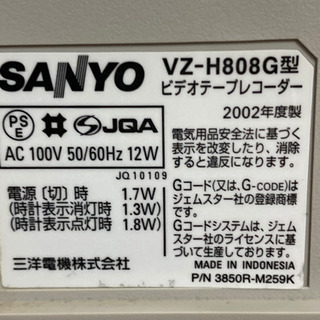 SANYO
VZ-H808G型
ビデオテープレコーダー
2002年度製
PS E JQA
AC 100V 50/60Hz 12W
JQ10109
電源〔切〕時 1.7W
(時計表示消灯時 1.3W)
(時計表示点灯時 1.8W)
三洋電機株式会社
電気用品安全法に基づく
表示を改変したり、消除
すると違反になります。
Gコード(又は、G-CODE)は
ジェムスター社の登録商標
です。
Gコードシステムは、ジェム
スター社のライセンスに基
づいて生産しております。
MADE IN INDONESIA
P/N 3850R-M259K